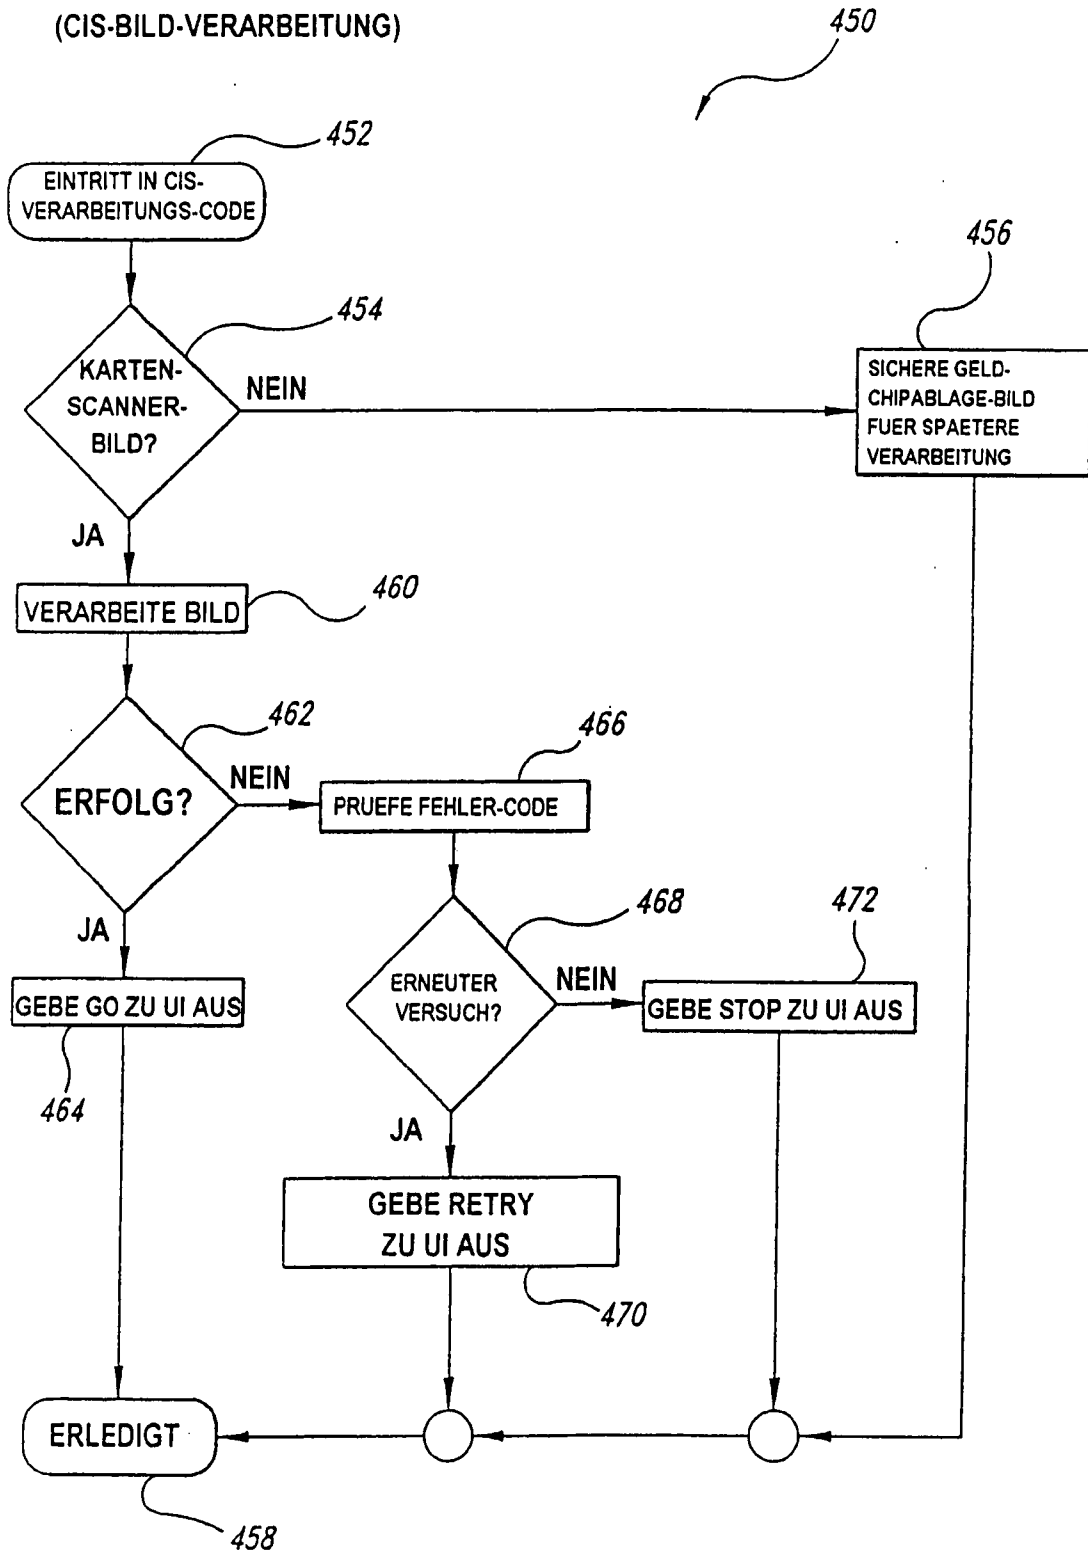 (CIS-BILD-VERARBEITUNG)
450
452
EINTRITT IN CIS-
VERARBEITUNGS-CODE
456
454
KARTEN-
SCANNER-
BILD?
NEIN
SICHERE GELD-
CHIPABLAGE-BILD
FUER SPAETERE
VERARBEITUNG
JA
460
VERARBEITE BILD
462
466
ERFOLG?
NEIN
PRUEFE FEHLER-CODE
468
472
JA
ERNEUTER
VERSUCH?
NEIN
GEBE GO ZU UI AUS
GEBE STOP ZU UI AUS
464
JA
GEBE RETRY
ZU UI AUS
470
ERLEDIGT
458